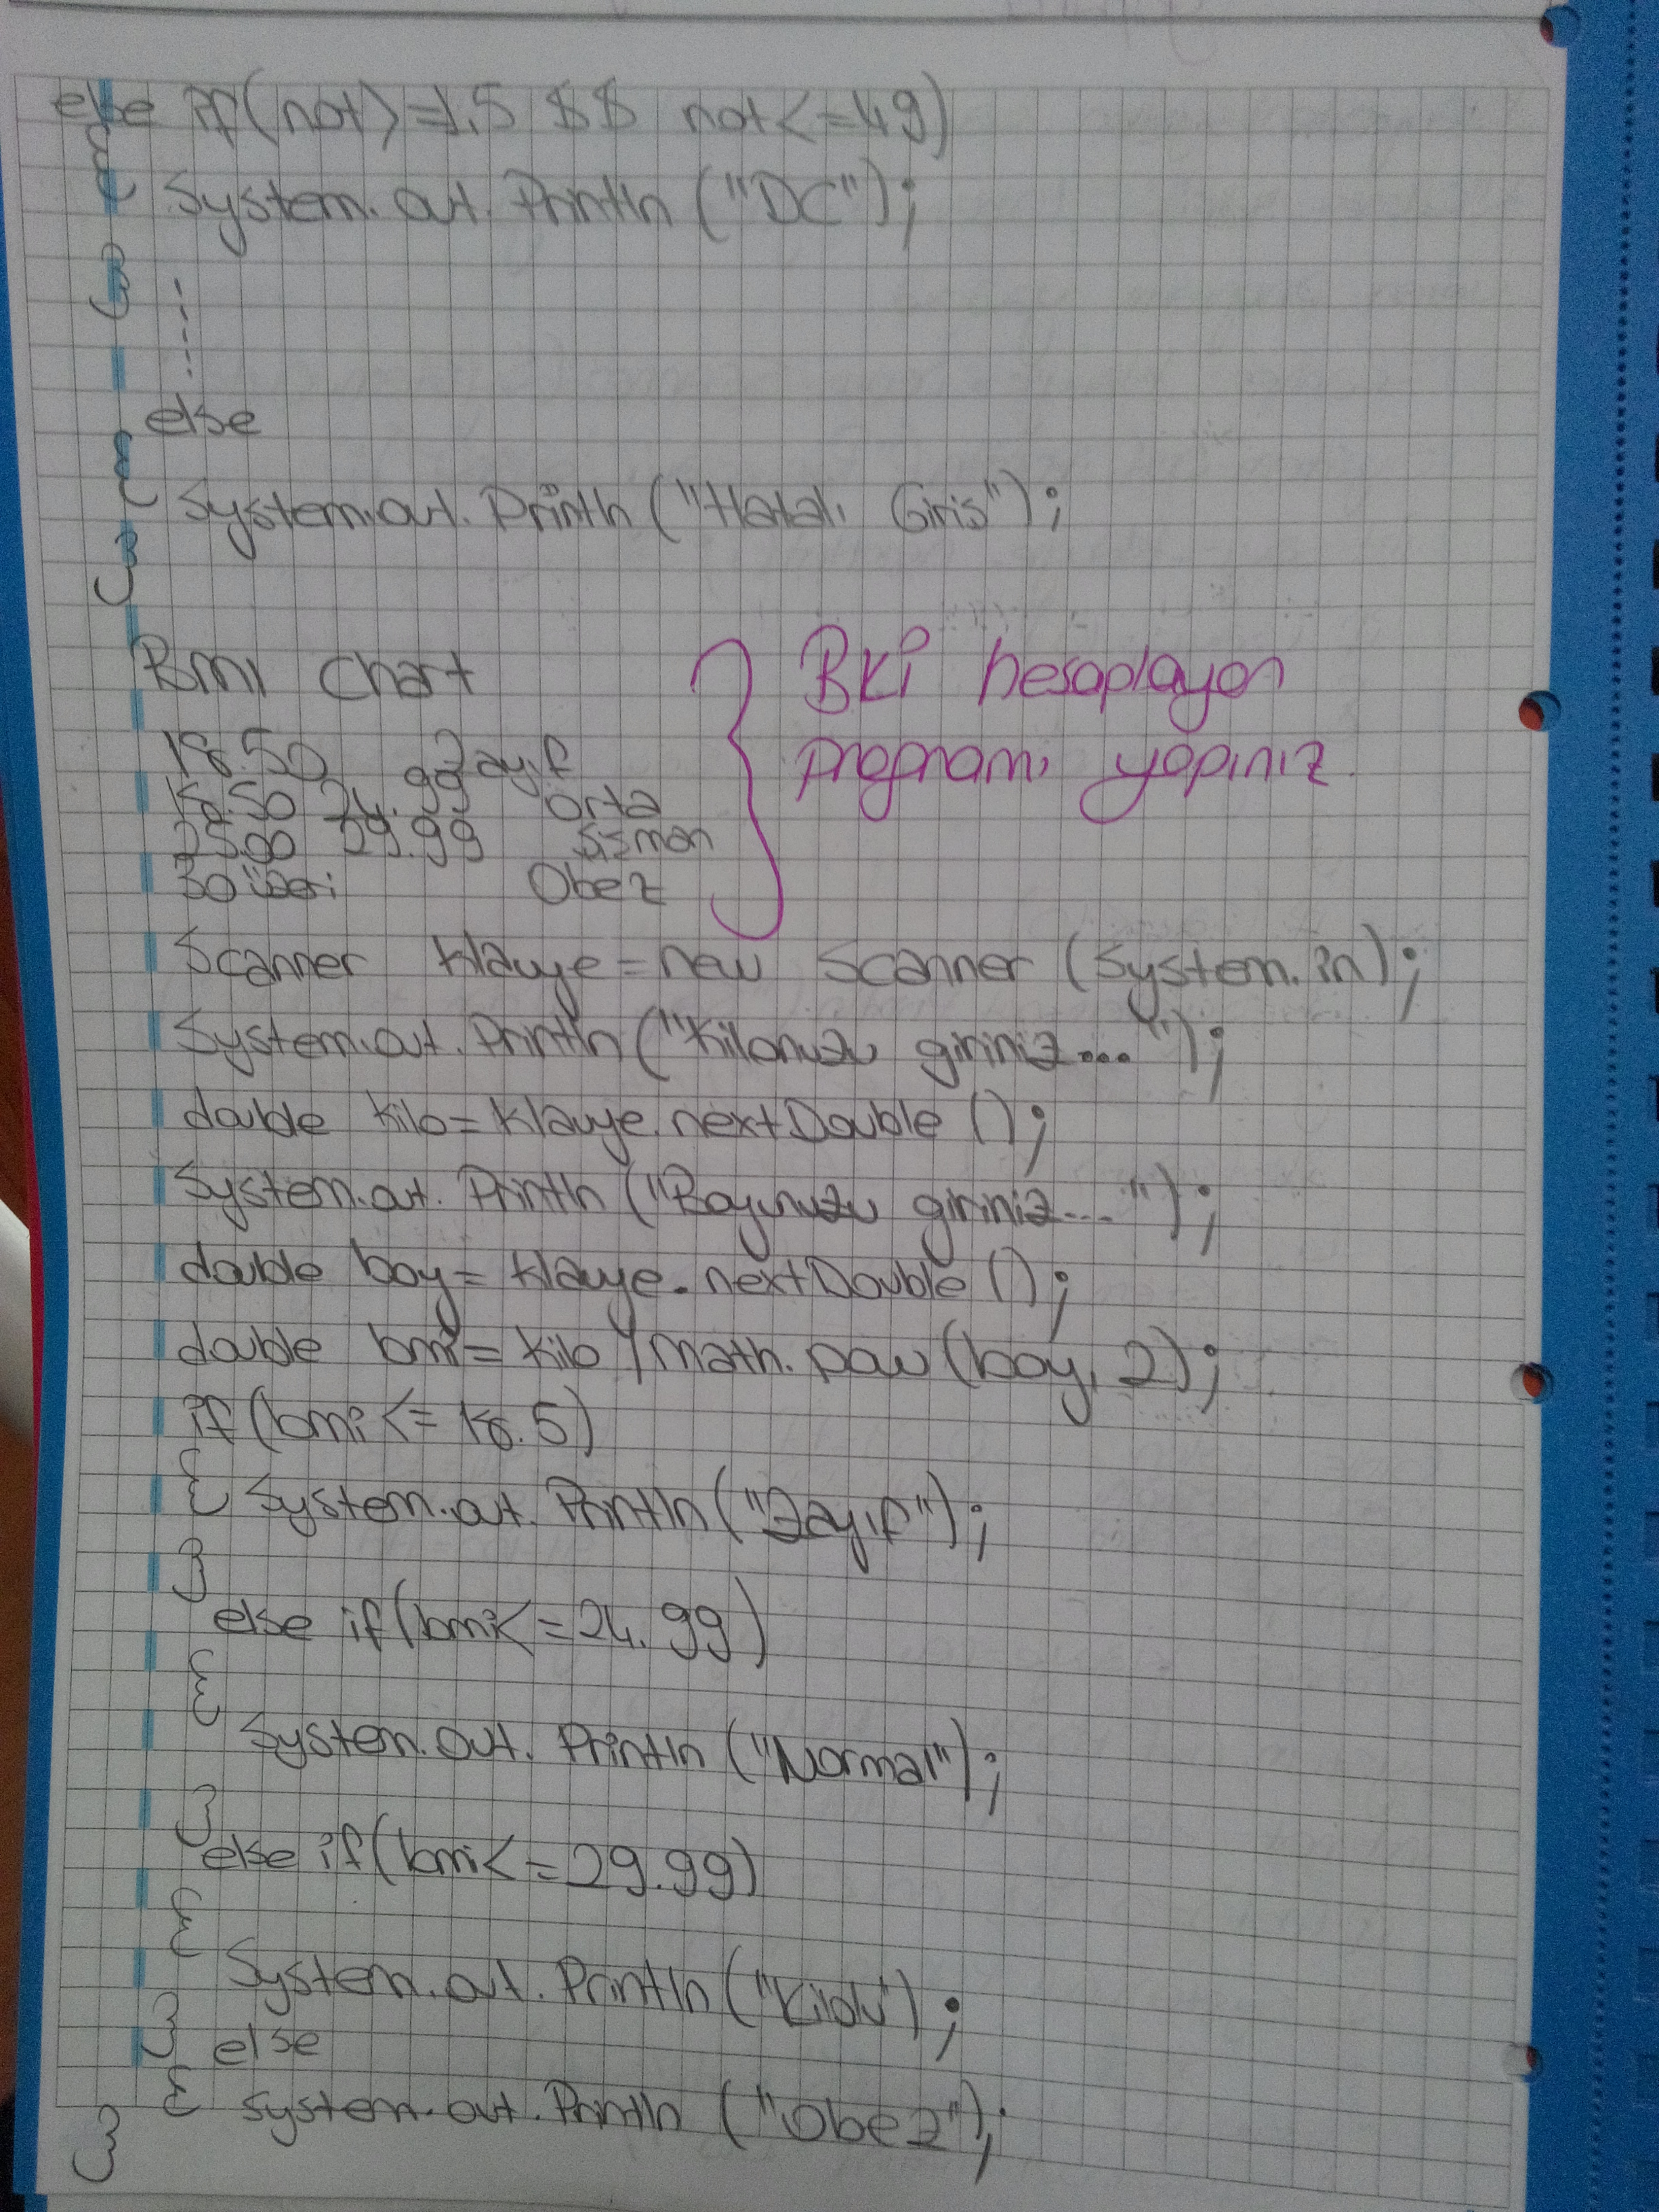 else if(not>=1.5 $$ not<=49)
{ System.out.Println ("DC");
}
else
{ System.out.Println ("Hatalı Giris");
}
BMI Chart
18.50 Zayıf
18.50 24.99 Orta
25.00 29.99 Sisman
30 üzeri Obez
} BKİ hesaplayan
programı yapınız
Scanner klavye=new Scanner (System.in);
System.out.Println ("Kilonuzu giriniz...");
double kilo=klavye.nextDouble ();
System.out.Println ("Boyunuzu giriniz...");
double boy= klavye.nextDouble ();
double bmi= kilo /Math.pow (boy, 2);
if (bmi<=18.5)
{ System.out.Println ("Zayıf");
}
else if(bmi<=24.99)
{
System.out.Println ("Normal");
}
else if(bmi<=29.99)
{
System.out.Println ("Kilolu");
} else
{ System.out.Println ("Obez");
}